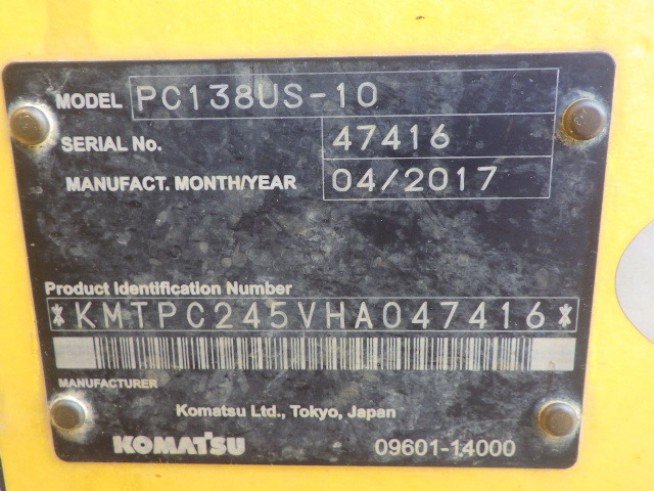 MODEL PC138US-10
SERIAL No. 47416
MANUFACT. MONTH/YEAR 04/2017
Product Identification Number
*KMTPC245VHA047416*
MANUFACTURER
Komatsu Ltd., Tokyo, Japan
KOMATSU 09601-14000